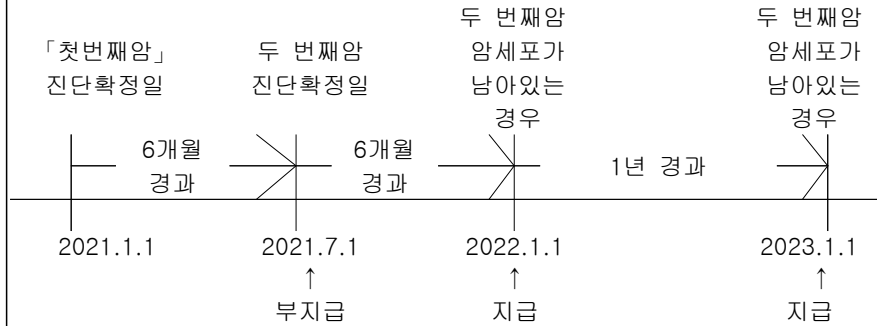 「첫번째암」
진단확정일
두 번째암
진단확정일
두 번째암
암세포가
남아있는
경우
두 번째암
암세포가
남아있는
경우
6개월
경과
6개월
경과
1년 경과
2021.1.1
2021.7.1
2022.1.1
2023.1.1
↑
↑
↑
부지급
지급
지급